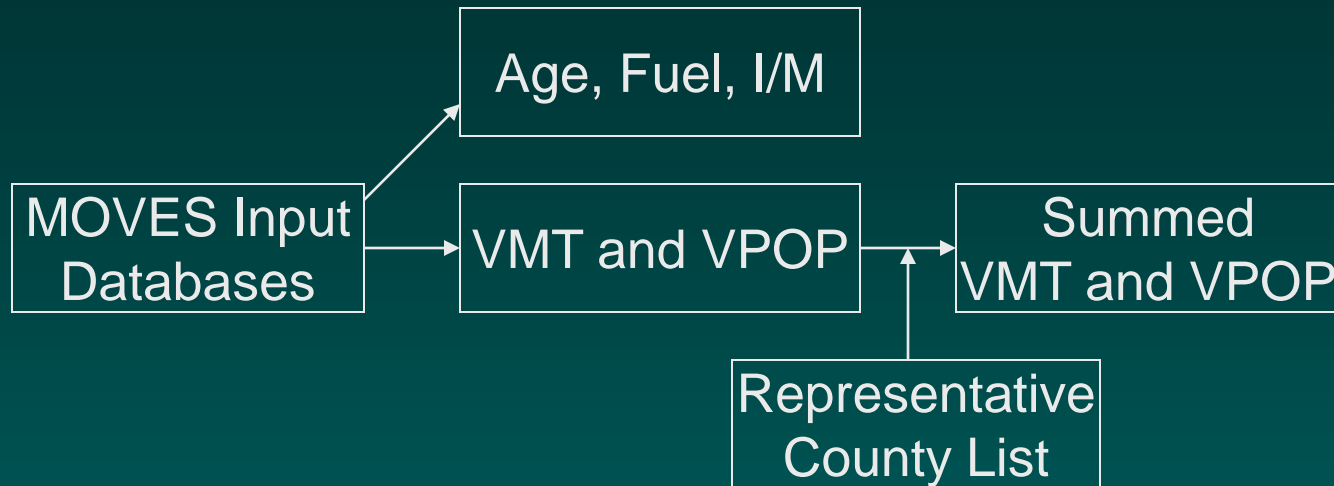 Age, Fuel, I/M
MOVES Input
Databases
VMT and VPOP
Summed
VMT and VPOP
Representative
County List